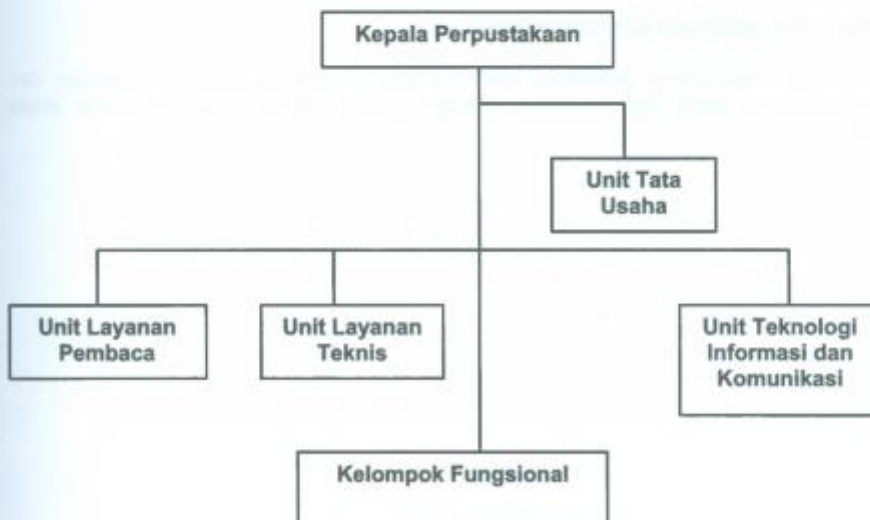 Kepala Perpustakaan
Unit Tata
Usaha
Unit Layanan
Pembaca
Unit Layanan
Teknis
Unit Teknologi
Informasi dan
Komunikasi
Kelompok Fungsional